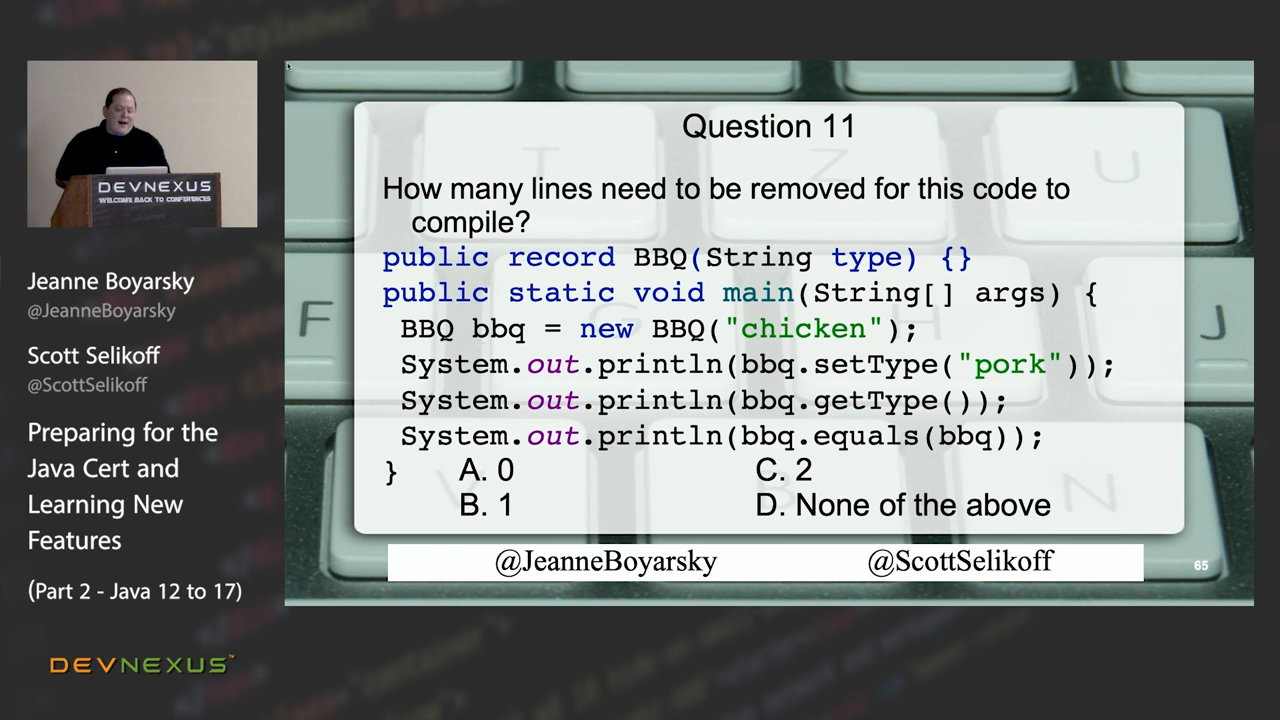 DEVNEXUS
WELCOME BACK TO CONFERENCES
Jeanne Boyarsky
@JeanneBoyarsky
Scott Selikoff
@ScottSelikoff
Preparing for the
Java Cert and
Learning New
Features
(Part 2 - Java 12 to 17)
DEVNEXUS™
Question 11
How many lines need to be removed for this code to
compile?
public record BBQ(String type) {}
public static void main(String[] args) {
BBQ bbq = new BBQ("chicken");
System.out.println(bbq.setType("pork"));
System.out.println(bbq.getType());
System.out.println(bbq.equals(bbq));
} A. 0 C. 2
B. 1 D. None of the above
@JeanneBoyarsky @ScottSelikoff
65
T
Z
U
F
G
H
J
V
B
N